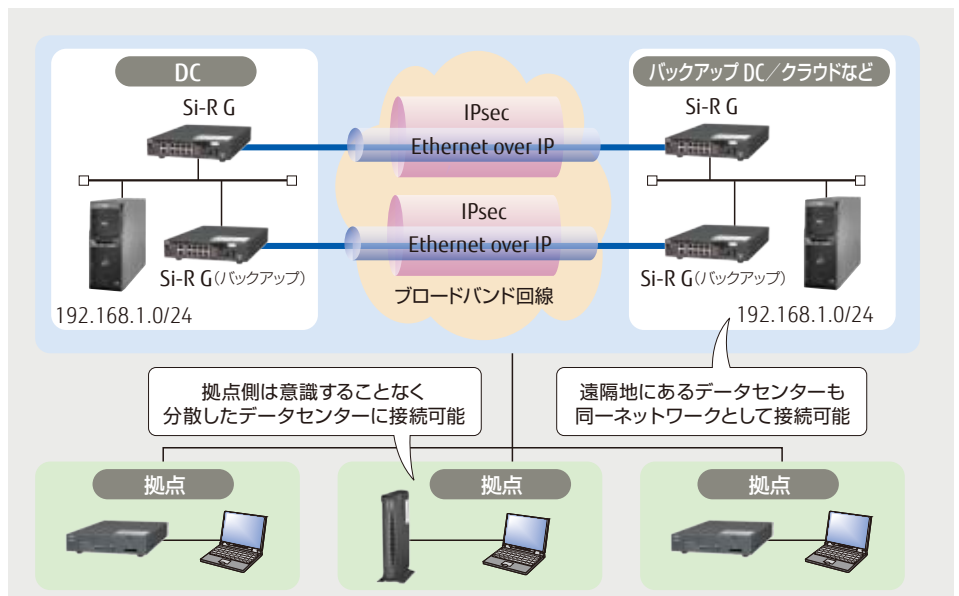 DC
バックアップ DC／クラウドなど
Si-R G
Si-R G
IPsec
Ethernet over IP
IPsec
Ethernet over IP
Si-R G（バックアップ）
Si-R G（バックアップ）
ブロードバンド回線
192.168.1.0/24
192.168.1.0/24
拠点側は意識することなく
分散したデータセンターに接続可能
遠隔地にあるデータセンターも
同一ネットワークとして接続可能
拠点
拠点
拠点